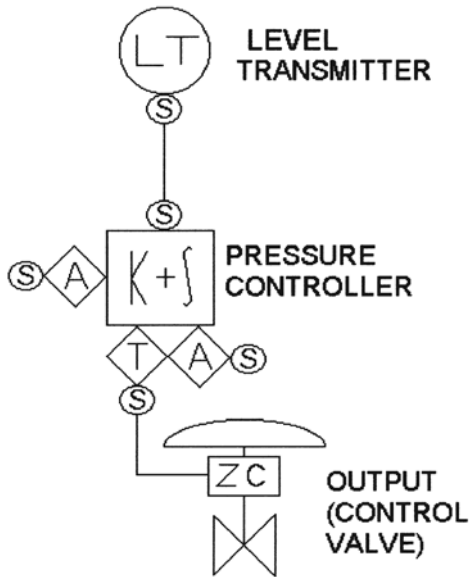 LT
LEVEL
TRANSMITTER
S
S
S A K+∫ PRESSURE
CONTROLLER
T A S
S
ZC
OUTPUT
(CONTROL
VALVE)